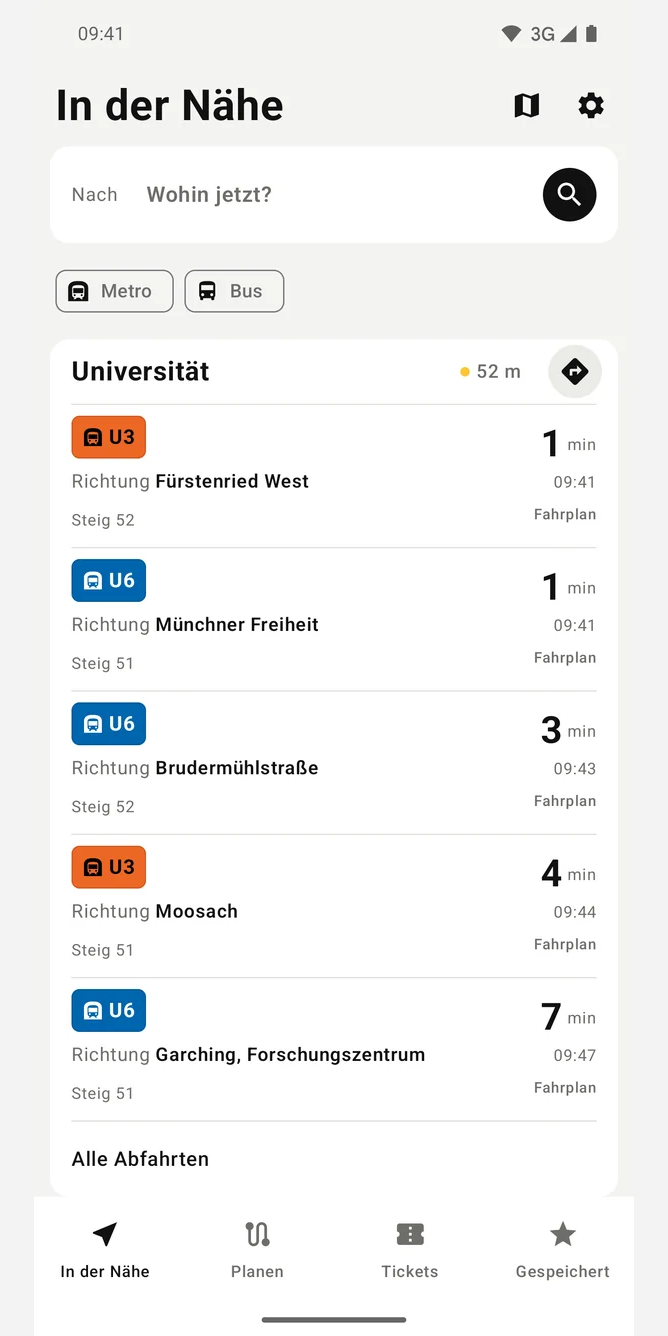 09:41 3G
In der Nähe
Nach Wohin jetzt?
Metro Bus
Universität 52 m
U3 1 min
Richtung Fürstenried West 09:41
Steig 52 Fahrplan
U6 1 min
Richtung Münchner Freiheit 09:41
Steig 51 Fahrplan
U6 3 min
Richtung Brudermühlstraße 09:43
Steig 52 Fahrplan
U3 4 min
Richtung Moosach 09:44
Steig 51 Fahrplan
U6 7 min
Richtung Garching, Forschungszentrum 09:47
Steig 51 Fahrplan
Alle Abfahrten
In der Nähe Planen Tickets Gespeichert